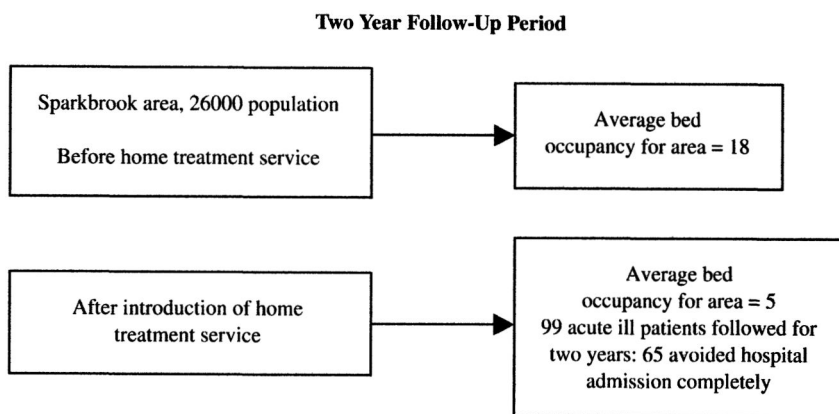 Two Year Follow-Up Period
Sparkbrook area, 26000 population
Before home treatment service
Average bed
occupancy for area = 18
After introduction of home
treatment service
Average bed
occupancy for area = 5
99 acute ill patients followed for
two years: 65 avoided hospital
admission completely